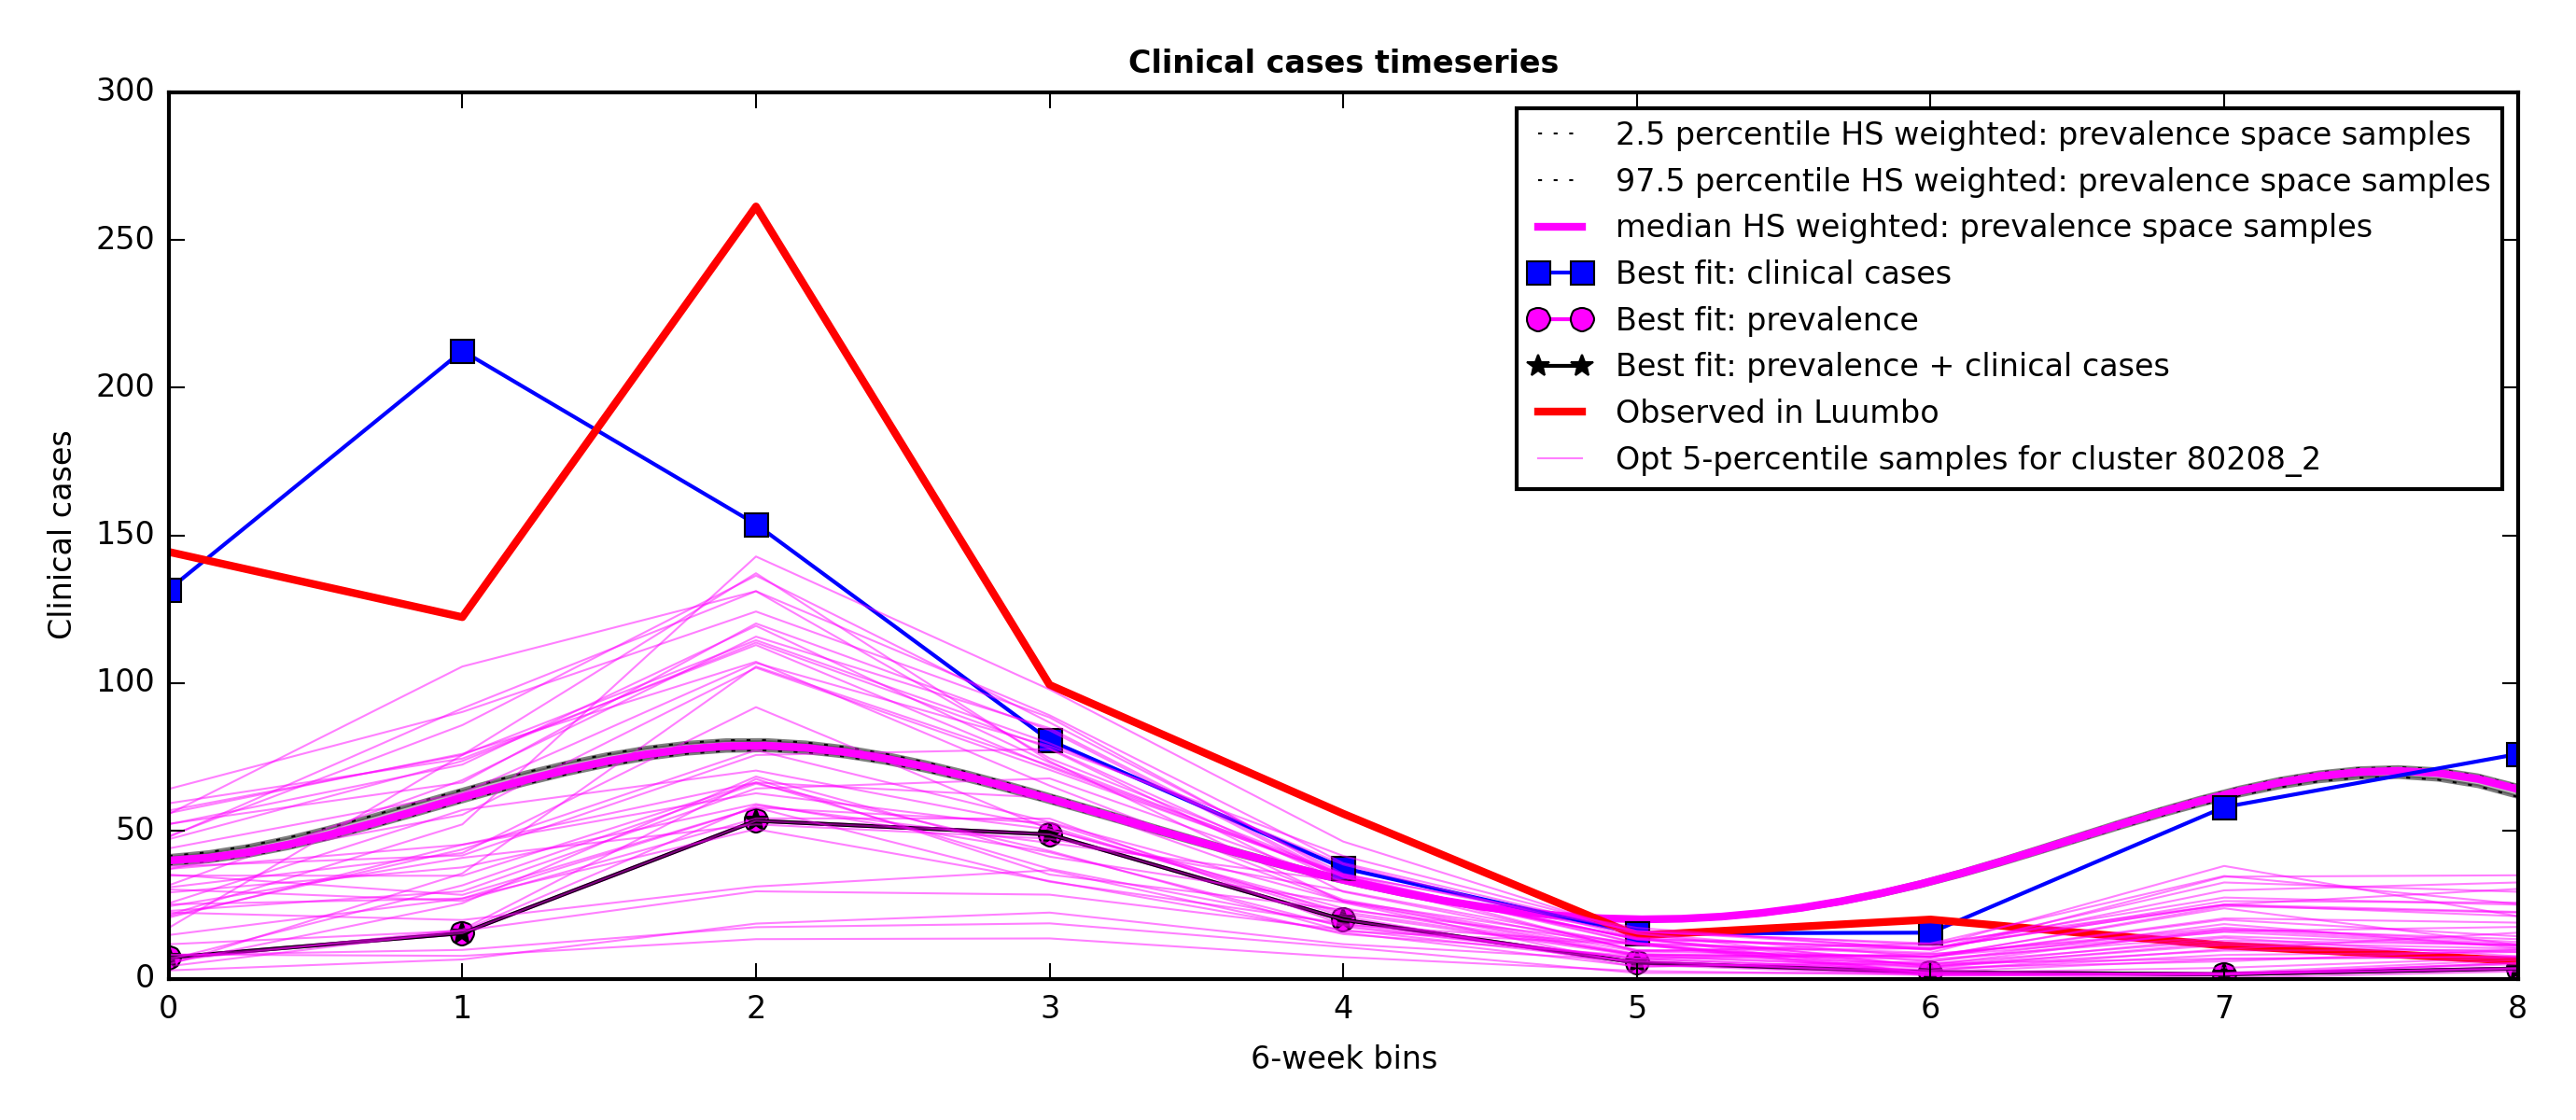 Clinical cases timeseries
300
250
200
150
100
50
0
Clinical cases
2.5 percentile HS weighted: prevalence space samples
97.5 percentile HS weighted: prevalence space samples
median HS weighted: prevalence space samples
Best fit: clinical cases
Best fit: prevalence
Best fit: prevalence + clinical cases
Observed in Luumbo
Opt 5-percentile samples for cluster 80208_2
0 1 2 3 4 5 6 7 8
6-week bins